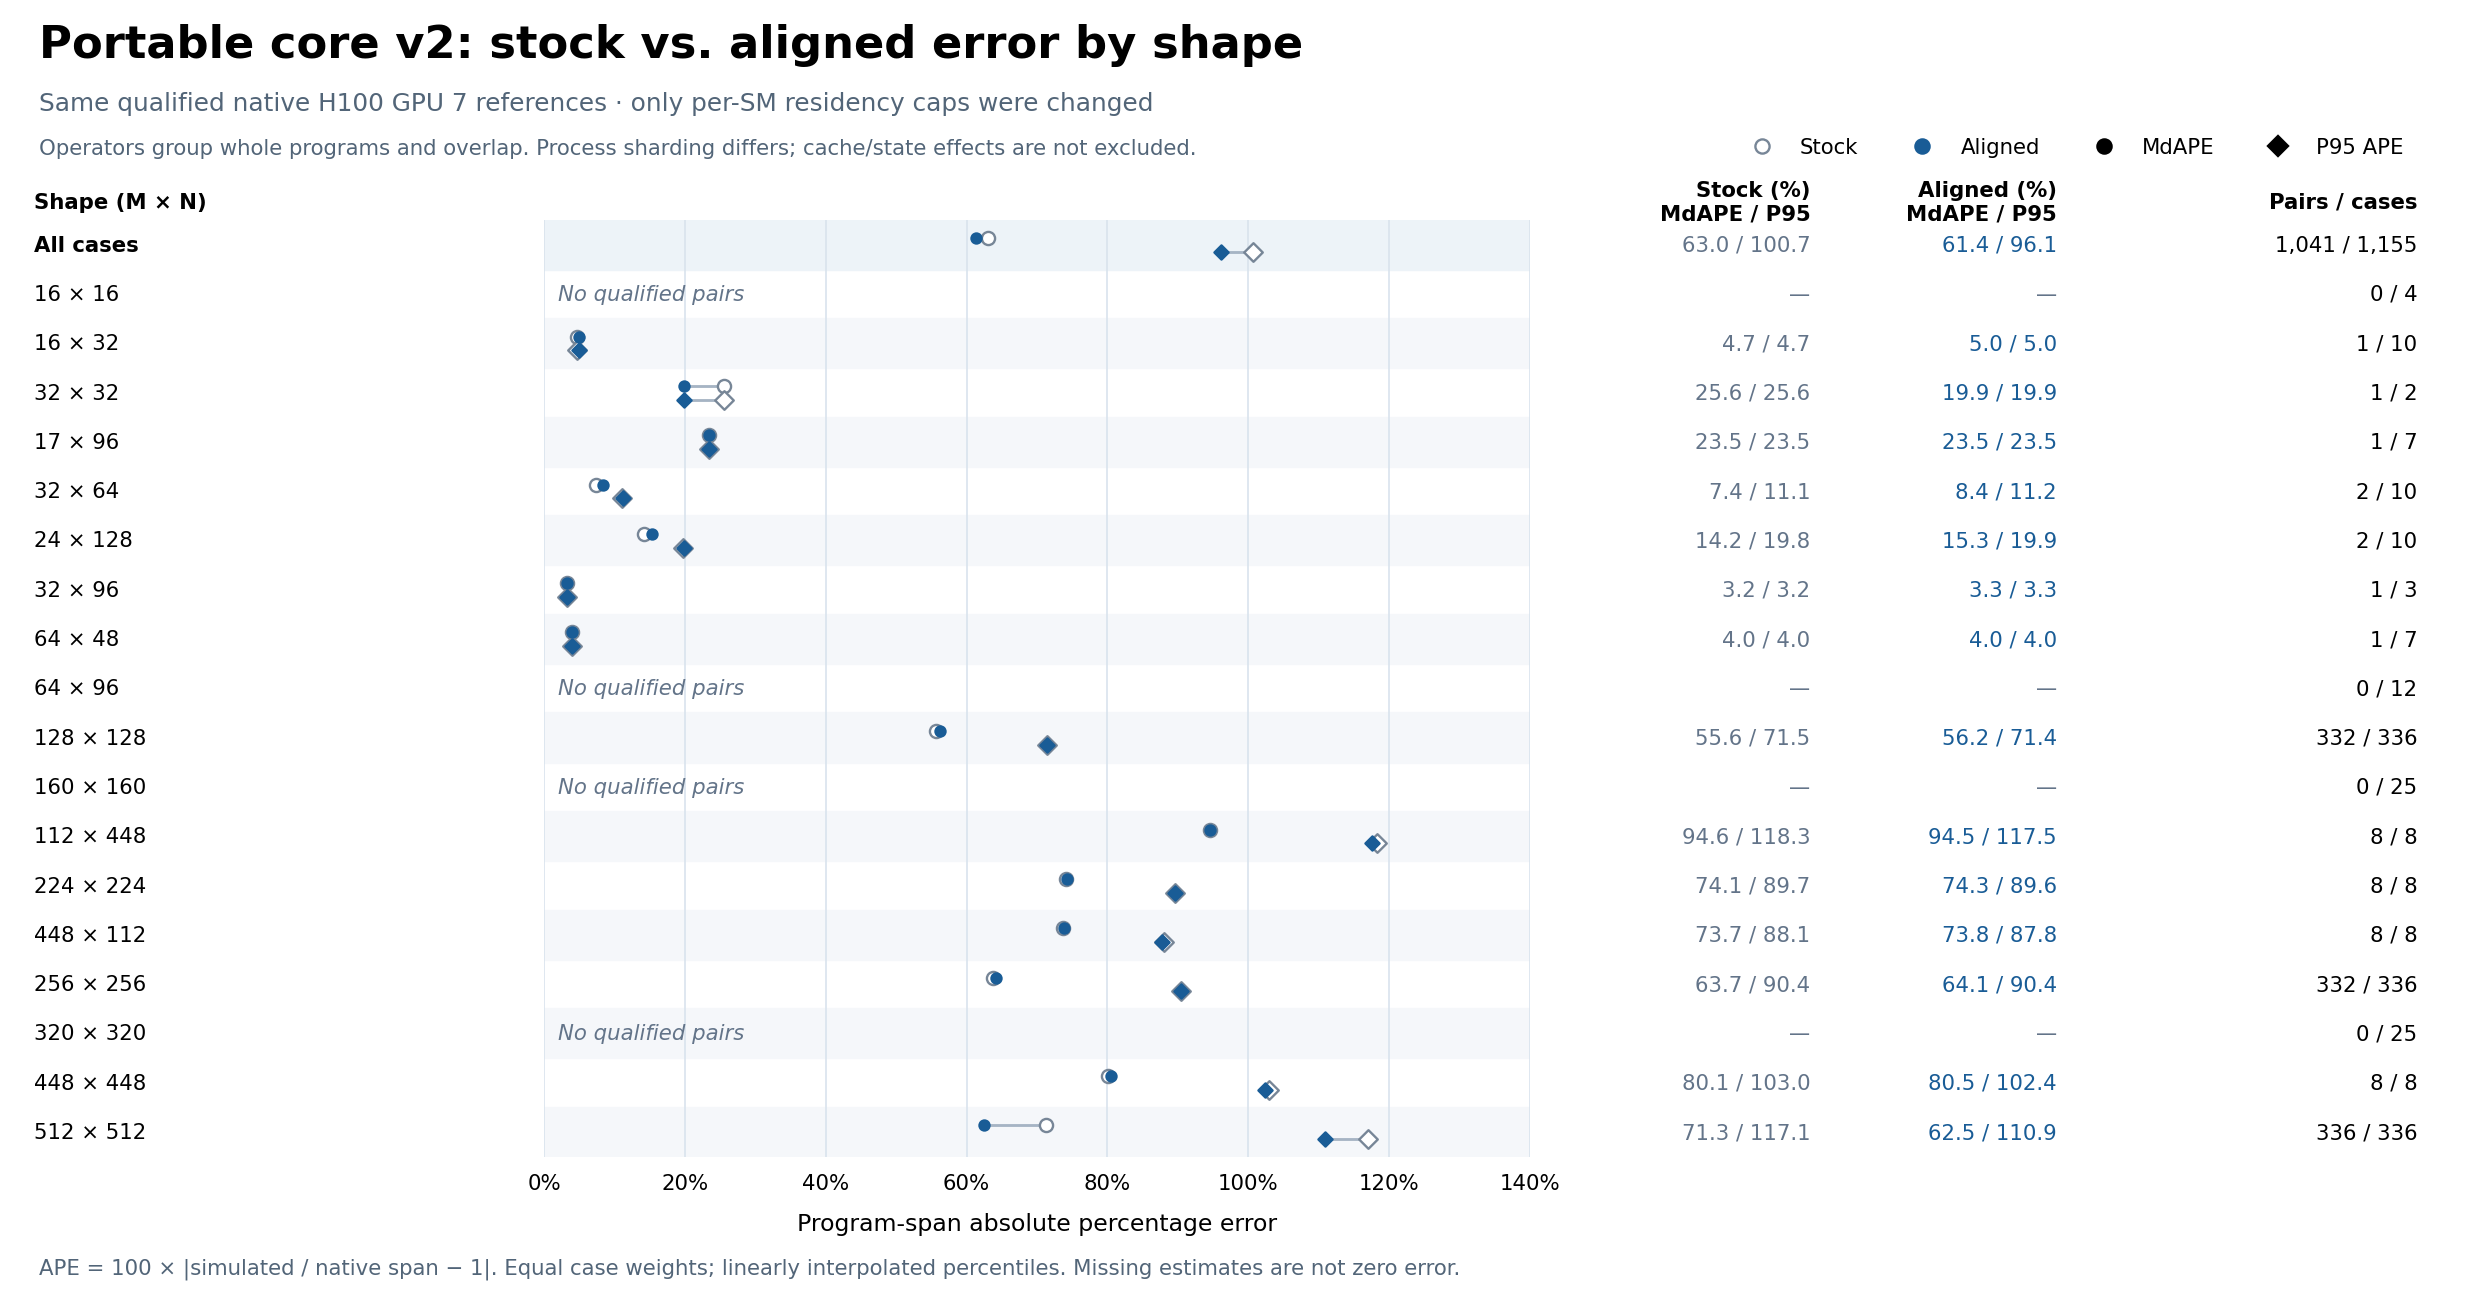 Portable core v2: stock vs. aligned error by shape
Same qualified native H100 GPU 7 references · only per-SM residency caps were changed
Operators group whole programs and overlap. Process sharding differs; cache/state effects are not excluded.
Stock Aligned MdAPE P95 APE
Shape (M × N) Stock (%) MdAPE / P95 Aligned (%) MdAPE / P95 Pairs / cases
All cases 63.0 / 100.7 61.4 / 96.1 1,041 / 1,155
16 × 16 No qualified pairs — — 0 / 4
16 × 32 4.7 / 4.7 5.0 / 5.0 1 / 10
32 × 32 25.6 / 25.6 19.9 / 19.9 1 / 2
17 × 96 23.5 / 23.5 23.5 / 23.5 1 / 7
32 × 64 7.4 / 11.1 8.4 / 11.2 2 / 10
24 × 128 14.2 / 19.8 15.3 / 19.9 2 / 10
32 × 96 3.2 / 3.2 3.3 / 3.3 1 / 3
64 × 48 4.0 / 4.0 4.0 / 4.0 1 / 7
64 × 96 No qualified pairs — — 0 / 12
128 × 128 55.6 / 71.5 56.2 / 71.4 332 / 336
160 × 160 No qualified pairs — — 0 / 25
112 × 448 94.6 / 118.3 94.5 / 117.5 8 / 8
224 × 224 74.1 / 89.7 74.3 / 89.6 8 / 8
448 × 112 73.7 / 88.1 73.8 / 87.8 8 / 8
256 × 256 63.7 / 90.4 64.1 / 90.4 332 / 336
320 × 320 No qualified pairs — — 0 / 25
448 × 448 80.1 / 103.0 80.5 / 102.4 8 / 8
512 × 512 71.3 / 117.1 62.5 / 110.9 336 / 336
0% 20% 40% 60% 80% 100% 120% 140%
Program-span absolute percentage error
APE = 100 × |simulated / native span − 1|. Equal case weights; linearly interpolated percentiles. Missing estimates are not zero error.